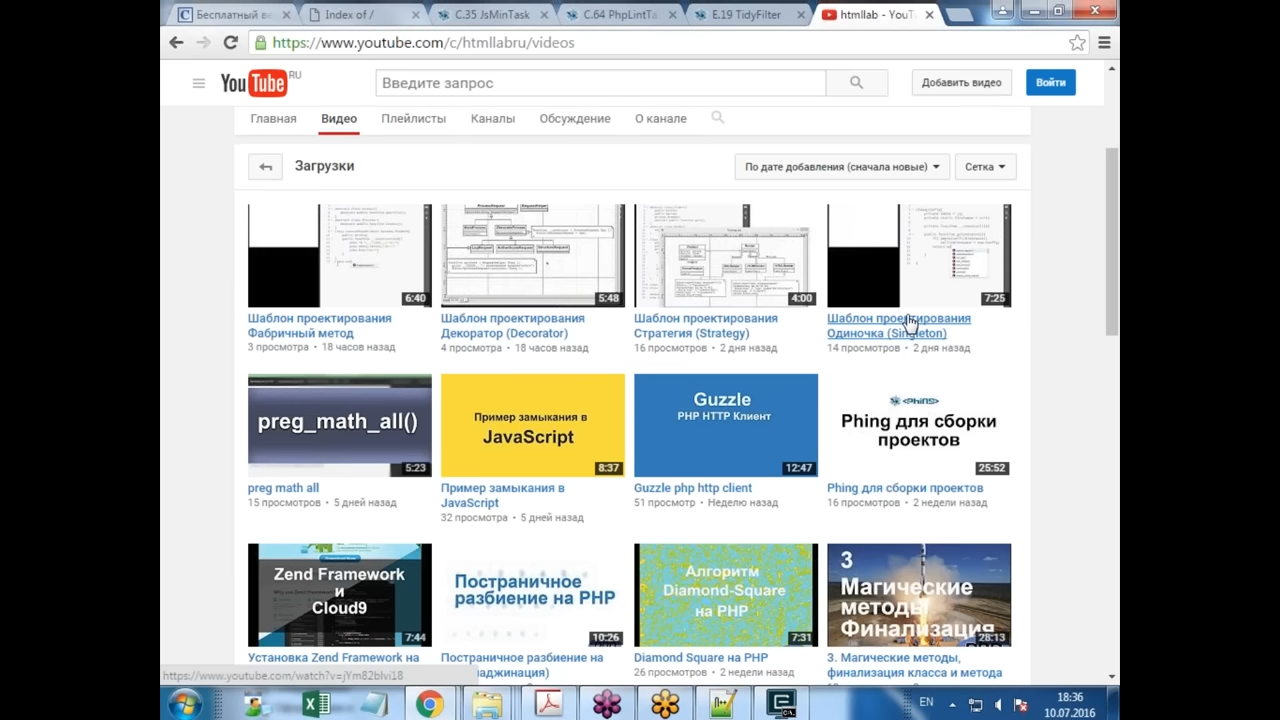 Бесплатный ве
Index of /
C.35 JsMinTask
C.64 PhpLintTa
E.19 TidyFilter
htmllab - YouT
https://www.youtube.com/c/htmllabru/videos
YouTube RU
Введите запрос
Добавить видео
Войти
Главная
Видео
Плейлисты
Каналы
Обсуждение
О канале
Загрузки
По дате добавления (сначала новые)
Сетка
6:40
5:48
4:00
7:25
Шаблон проектирования
Фабричный метод
3 просмотра • 18 часов назад
Шаблон проектирования
Декоратор (Decorator)
4 просмотра • 18 часов назад
Шаблон проектирования
Стратегия (Strategy)
16 просмотров • 2 дня назад
Шаблон проектирования
Одиночка (Singleton)
14 просмотров • 2 дня назад
preg_math_all()
5:23
Пример замыкания в
JavaScript
8:37
Guzzle
PHP HTTP Клиент
12:47
<PHING>
Phing для сборки
проектов
25:52
preg math all
15 просмотров • 5 дней назад
Пример замыкания в
JavaScript
32 просмотра • 5 дней назад
Guzzle php http client
51 просмотр • Неделю назад
Phing для сборки проектов
16 просмотров • 2 недели назад
Zend Framework
и
Cloud9
7:44
Постраничное
разбиение на PHP
10:26
Алгоритм
Diamond-Square
на PHP
7:31
3
Магические
методы
Финализация
28:13
Установка Zend Framework на
Постраничное разбиение на
Diamond Square на PHP
26 просмотров • 2 недели назад
3. Магические методы,
финализация класса и метода
https://www.youtube.com/watch?v=jYm82blvi18
EN
18:36
10.07.2016